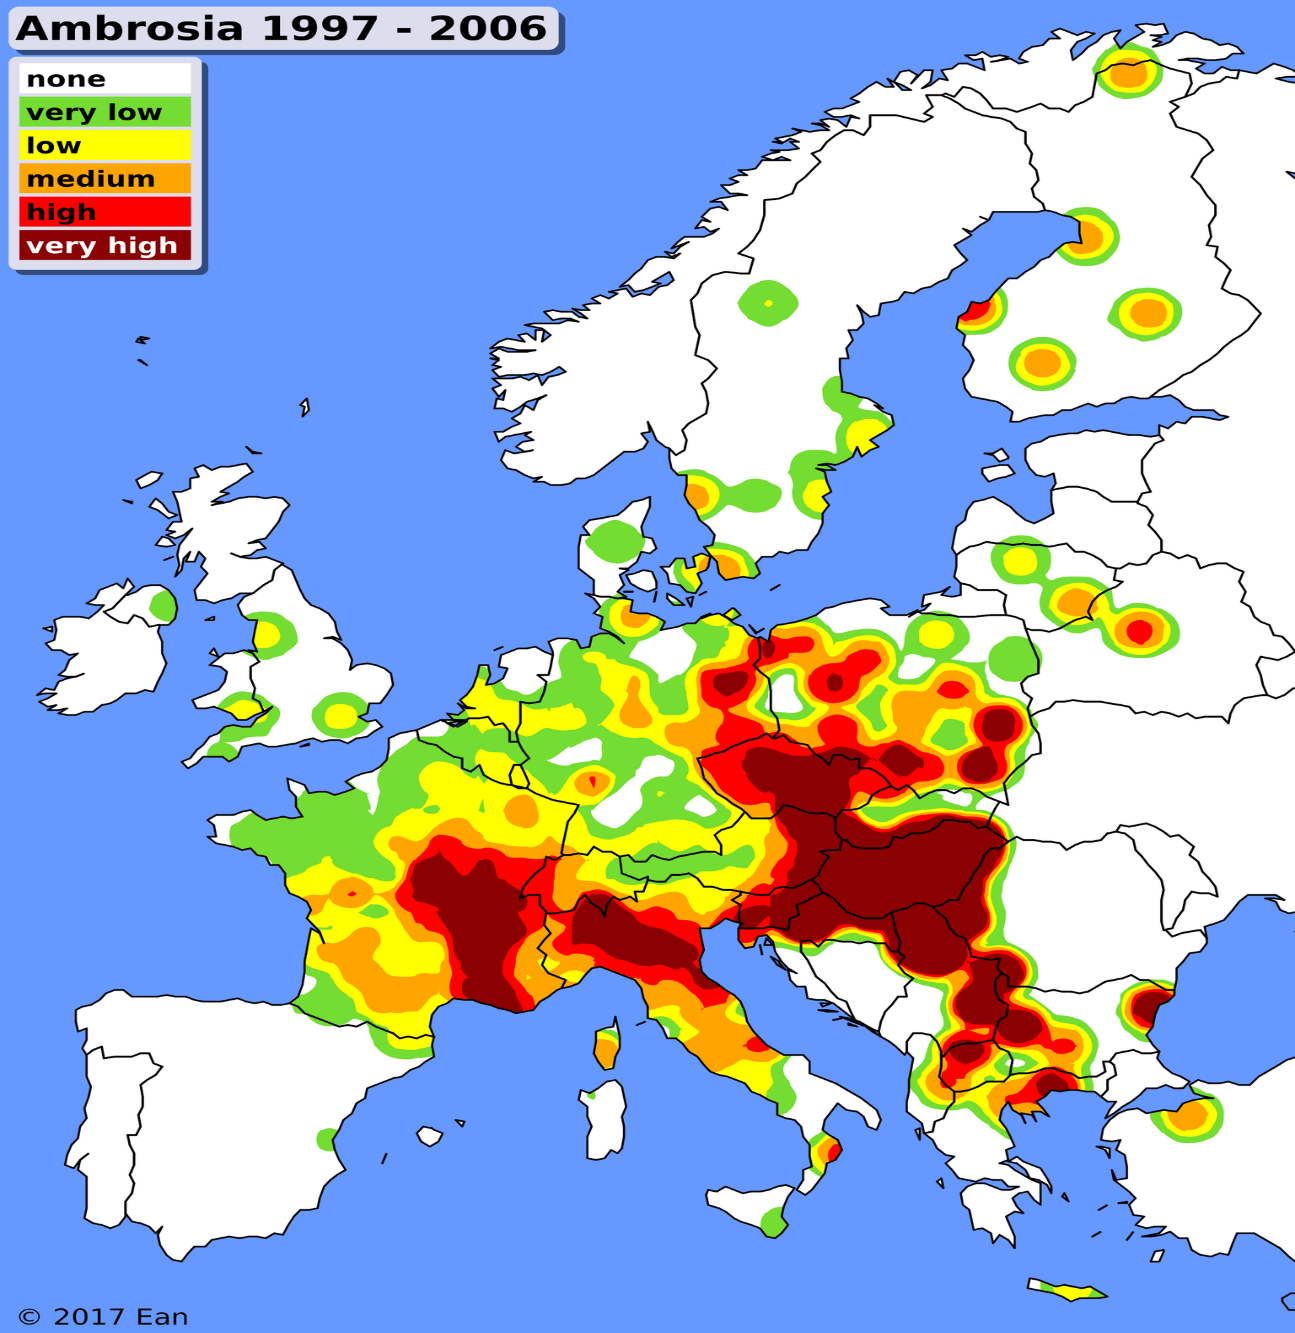 Ambrosia 1997 - 2006
none
very low
low
medium
high
very high
© 2017 Ean